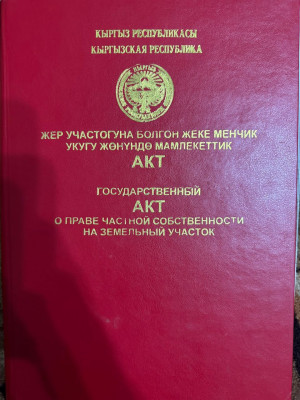 КЫРГЫЗ РЕСПУБЛИКАСЫ
КЫРГЫЗСКАЯ РЕСПУБЛИКА
ЖЕР УЧАСТОГУНА БОЛГОН ЖЕКЕ МЕНЧИК
УКУГУ ЖӨНҮНДӨ МАМЛЕКЕТТИК
АКТ
ГОСУДАРСТВЕННЫЙ
АКТ
О ПРАВЕ ЧАСТНОЙ СОБСТВЕННОСТИ
НА ЗЕМЕЛЬНЫЙ УЧАСТОК